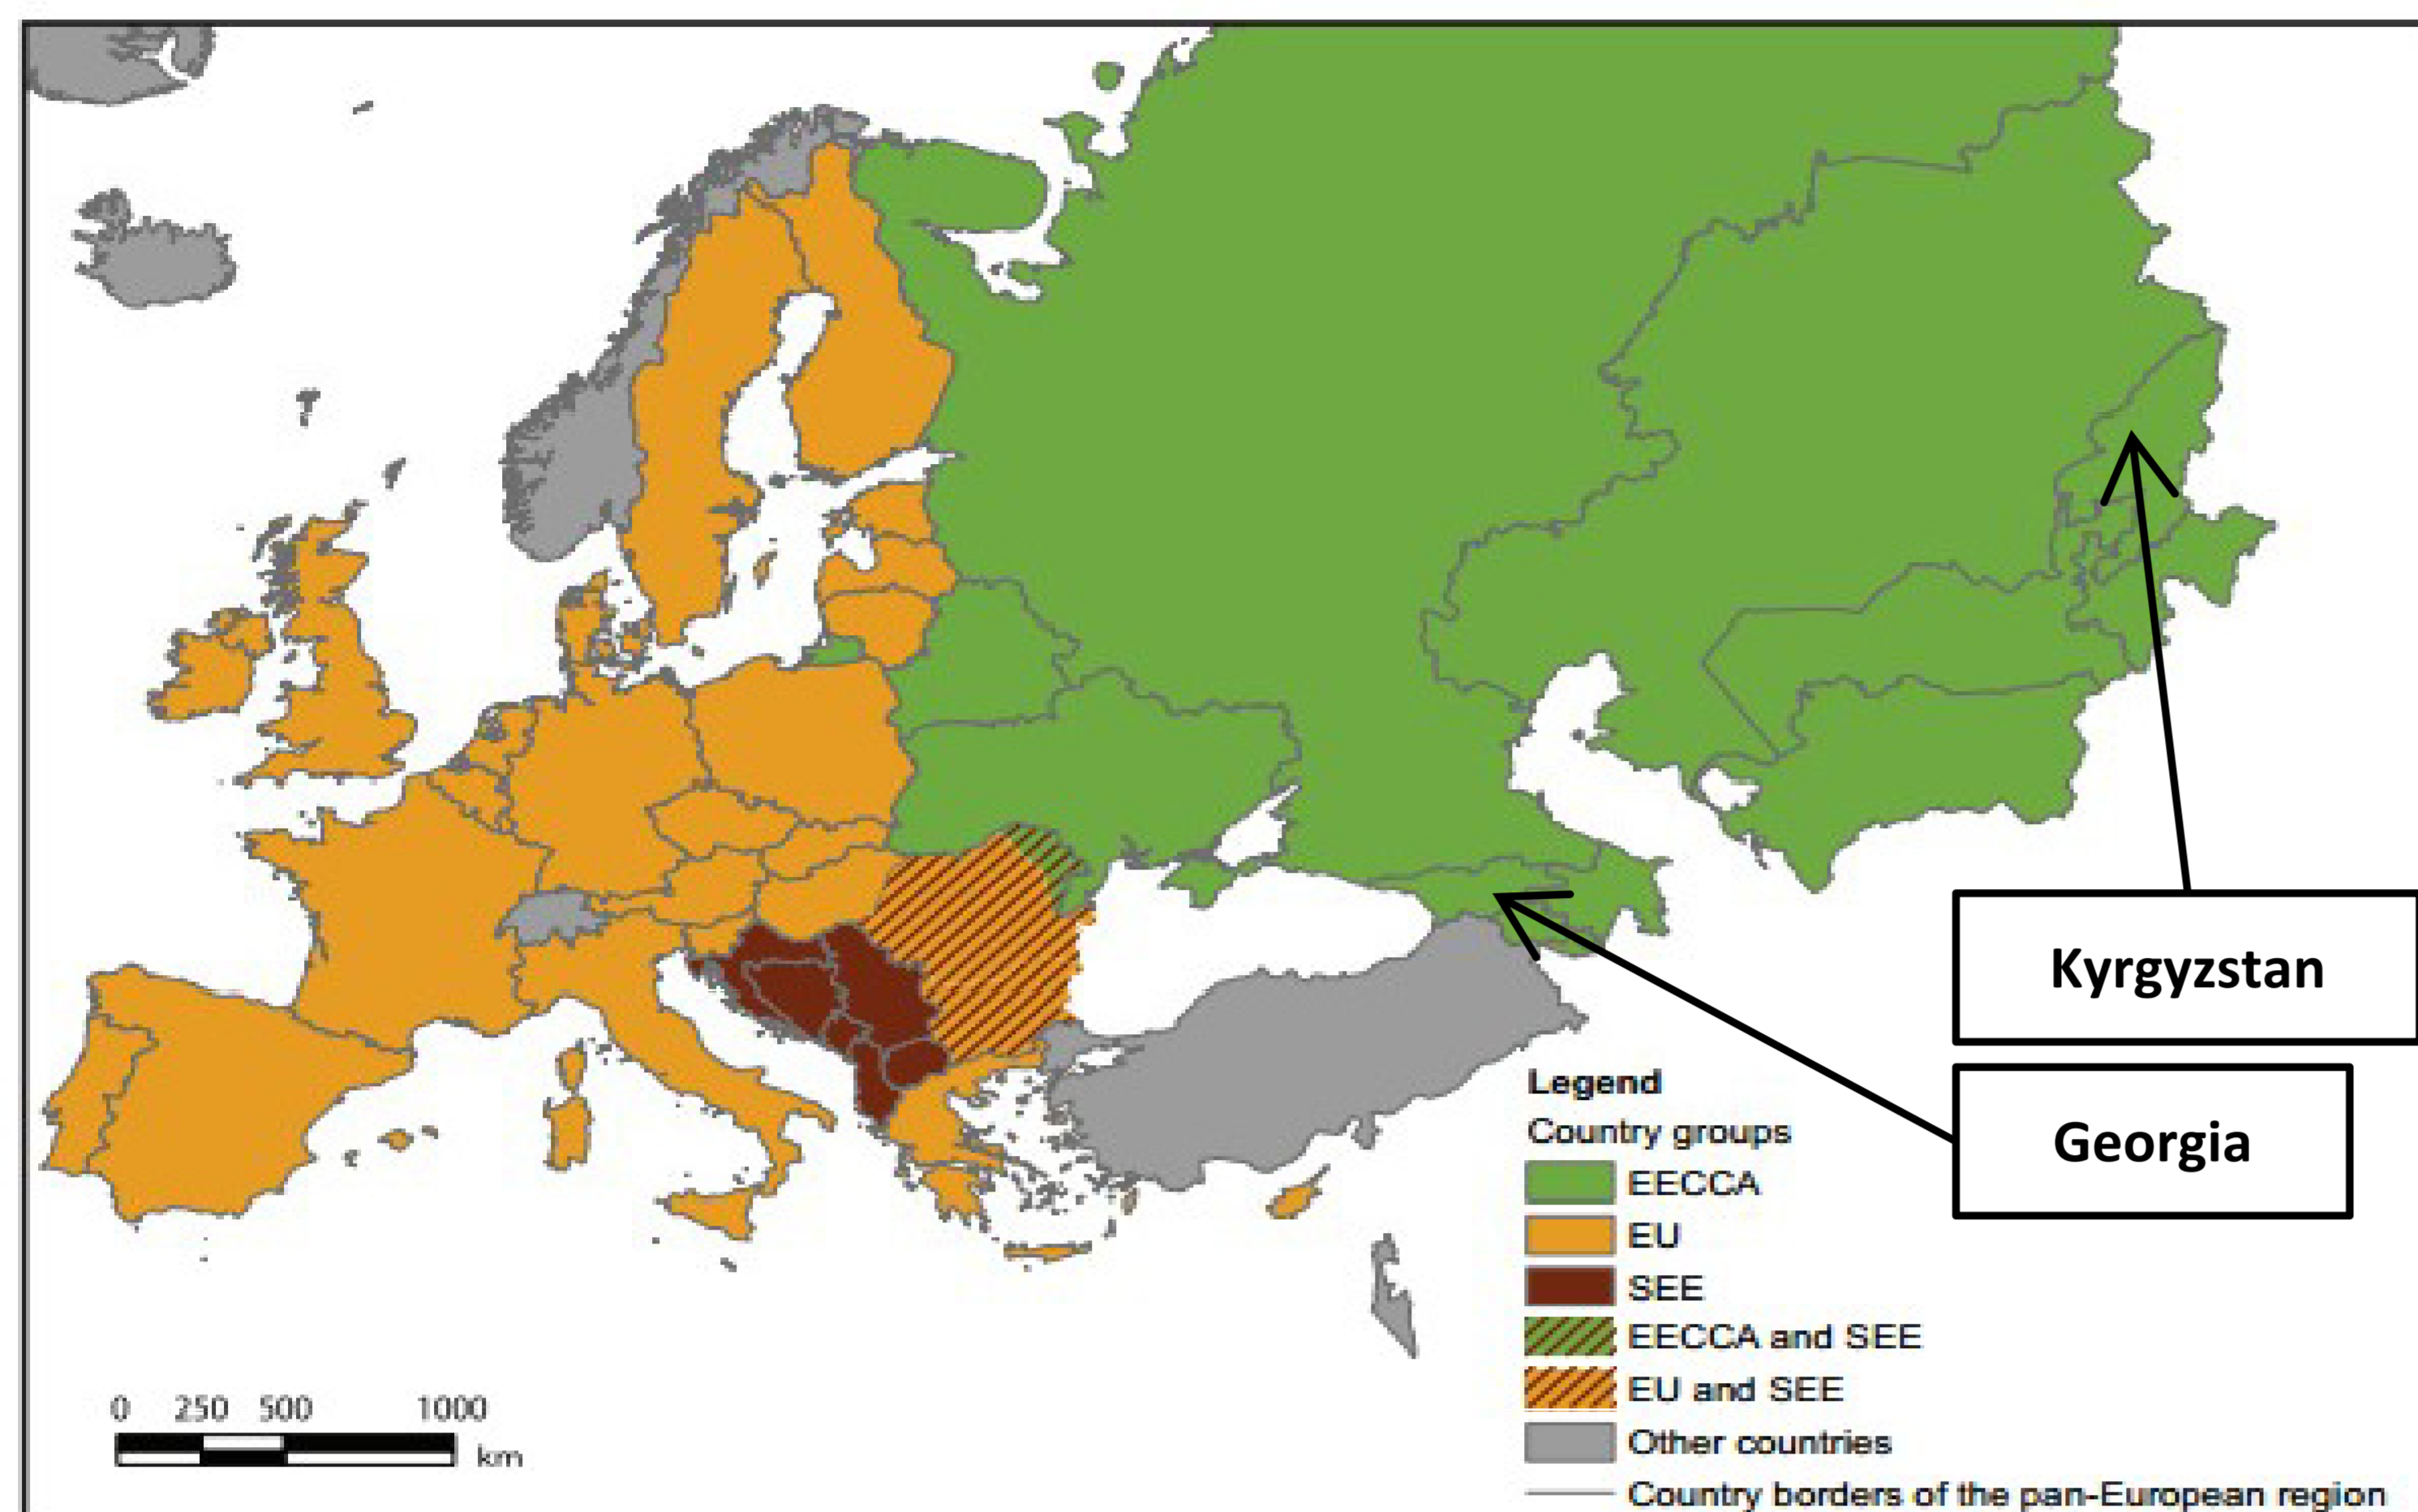 Kyrgyzstan
Georgia
Legend
Country groups
EECCA
EU
SEE
EECCA and SEE
EU and SEE
Other countries
Country borders of the pan-European region
0 250 500 1000
km